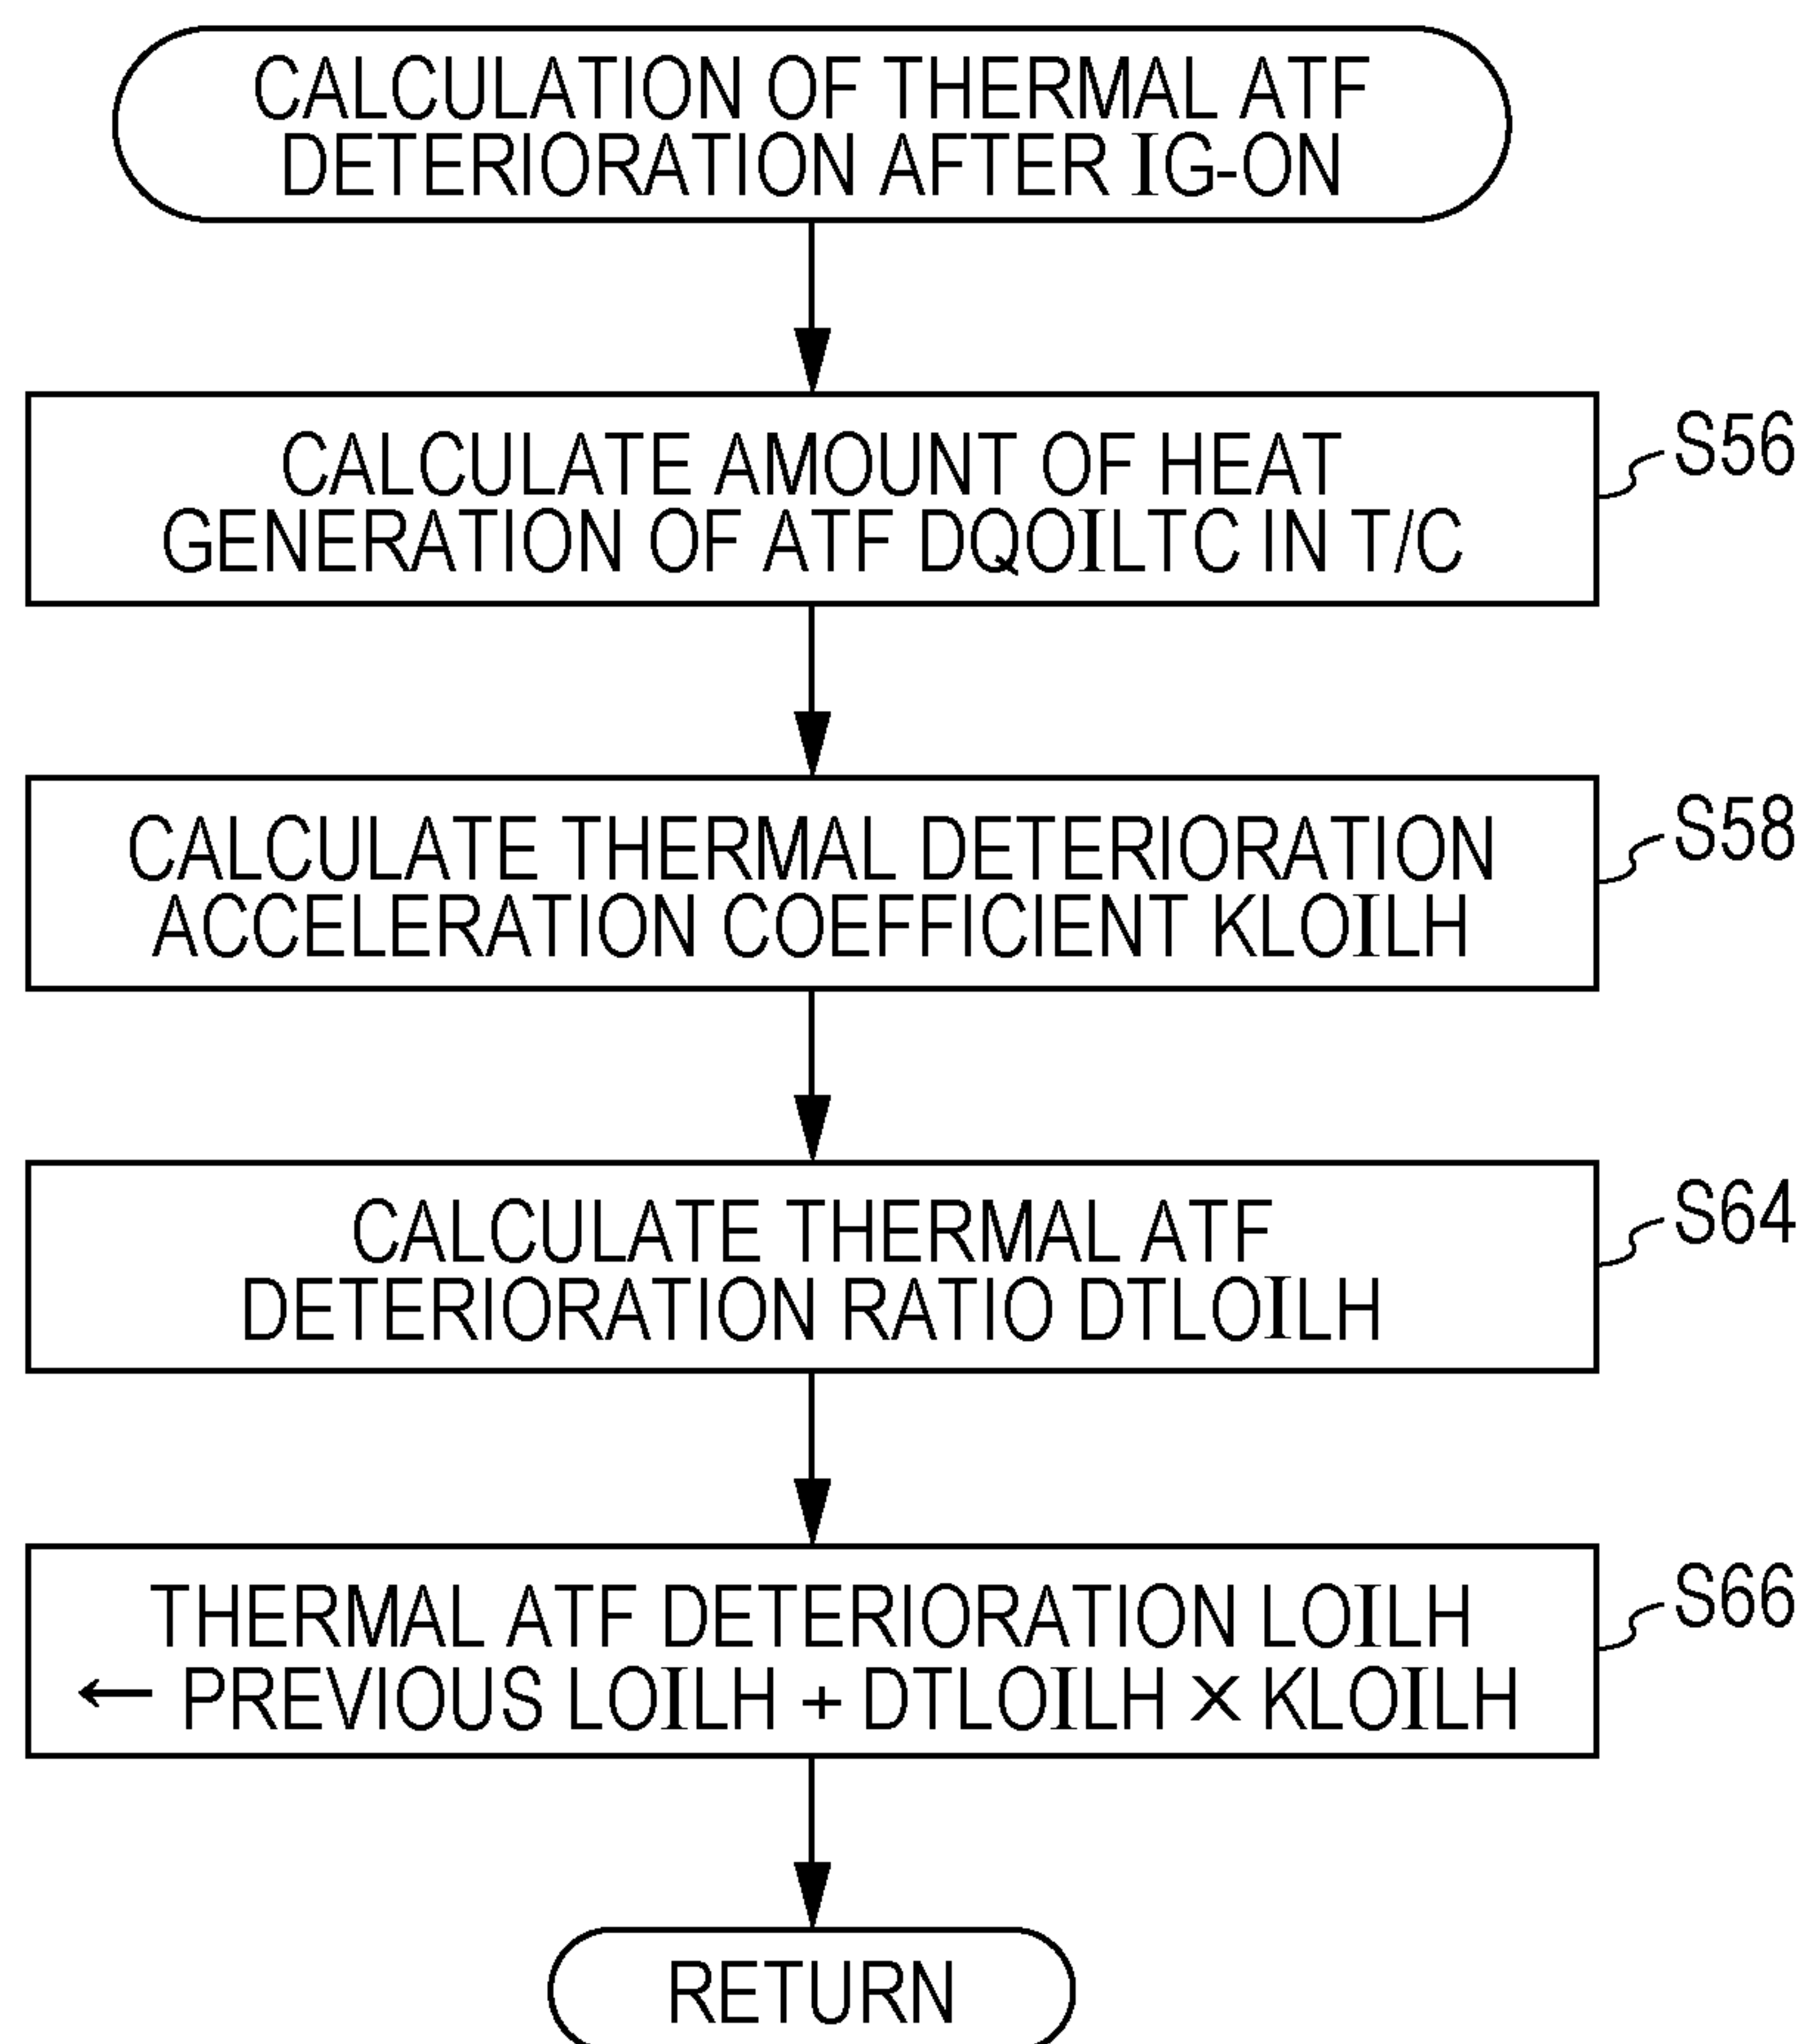 CALCULATION OF THERMAL ATF
DETERIORATION AFTER IG-ON
CALCULATE AMOUNT OF HEAT
GENERATION OF ATF DQOILTC IN T/C
S56
CALCULATE THERMAL DETERIORATION
ACCELERATION COEFFICIENT KLOILH
S58
CALCULATE THERMAL ATF
DETERIORATION RATIO DTLOILH
S64
THERMAL ATF DETERIORATION LOILH
← PREVIOUS LOILH + DTLOILH × KLOILH
S66
RETURN